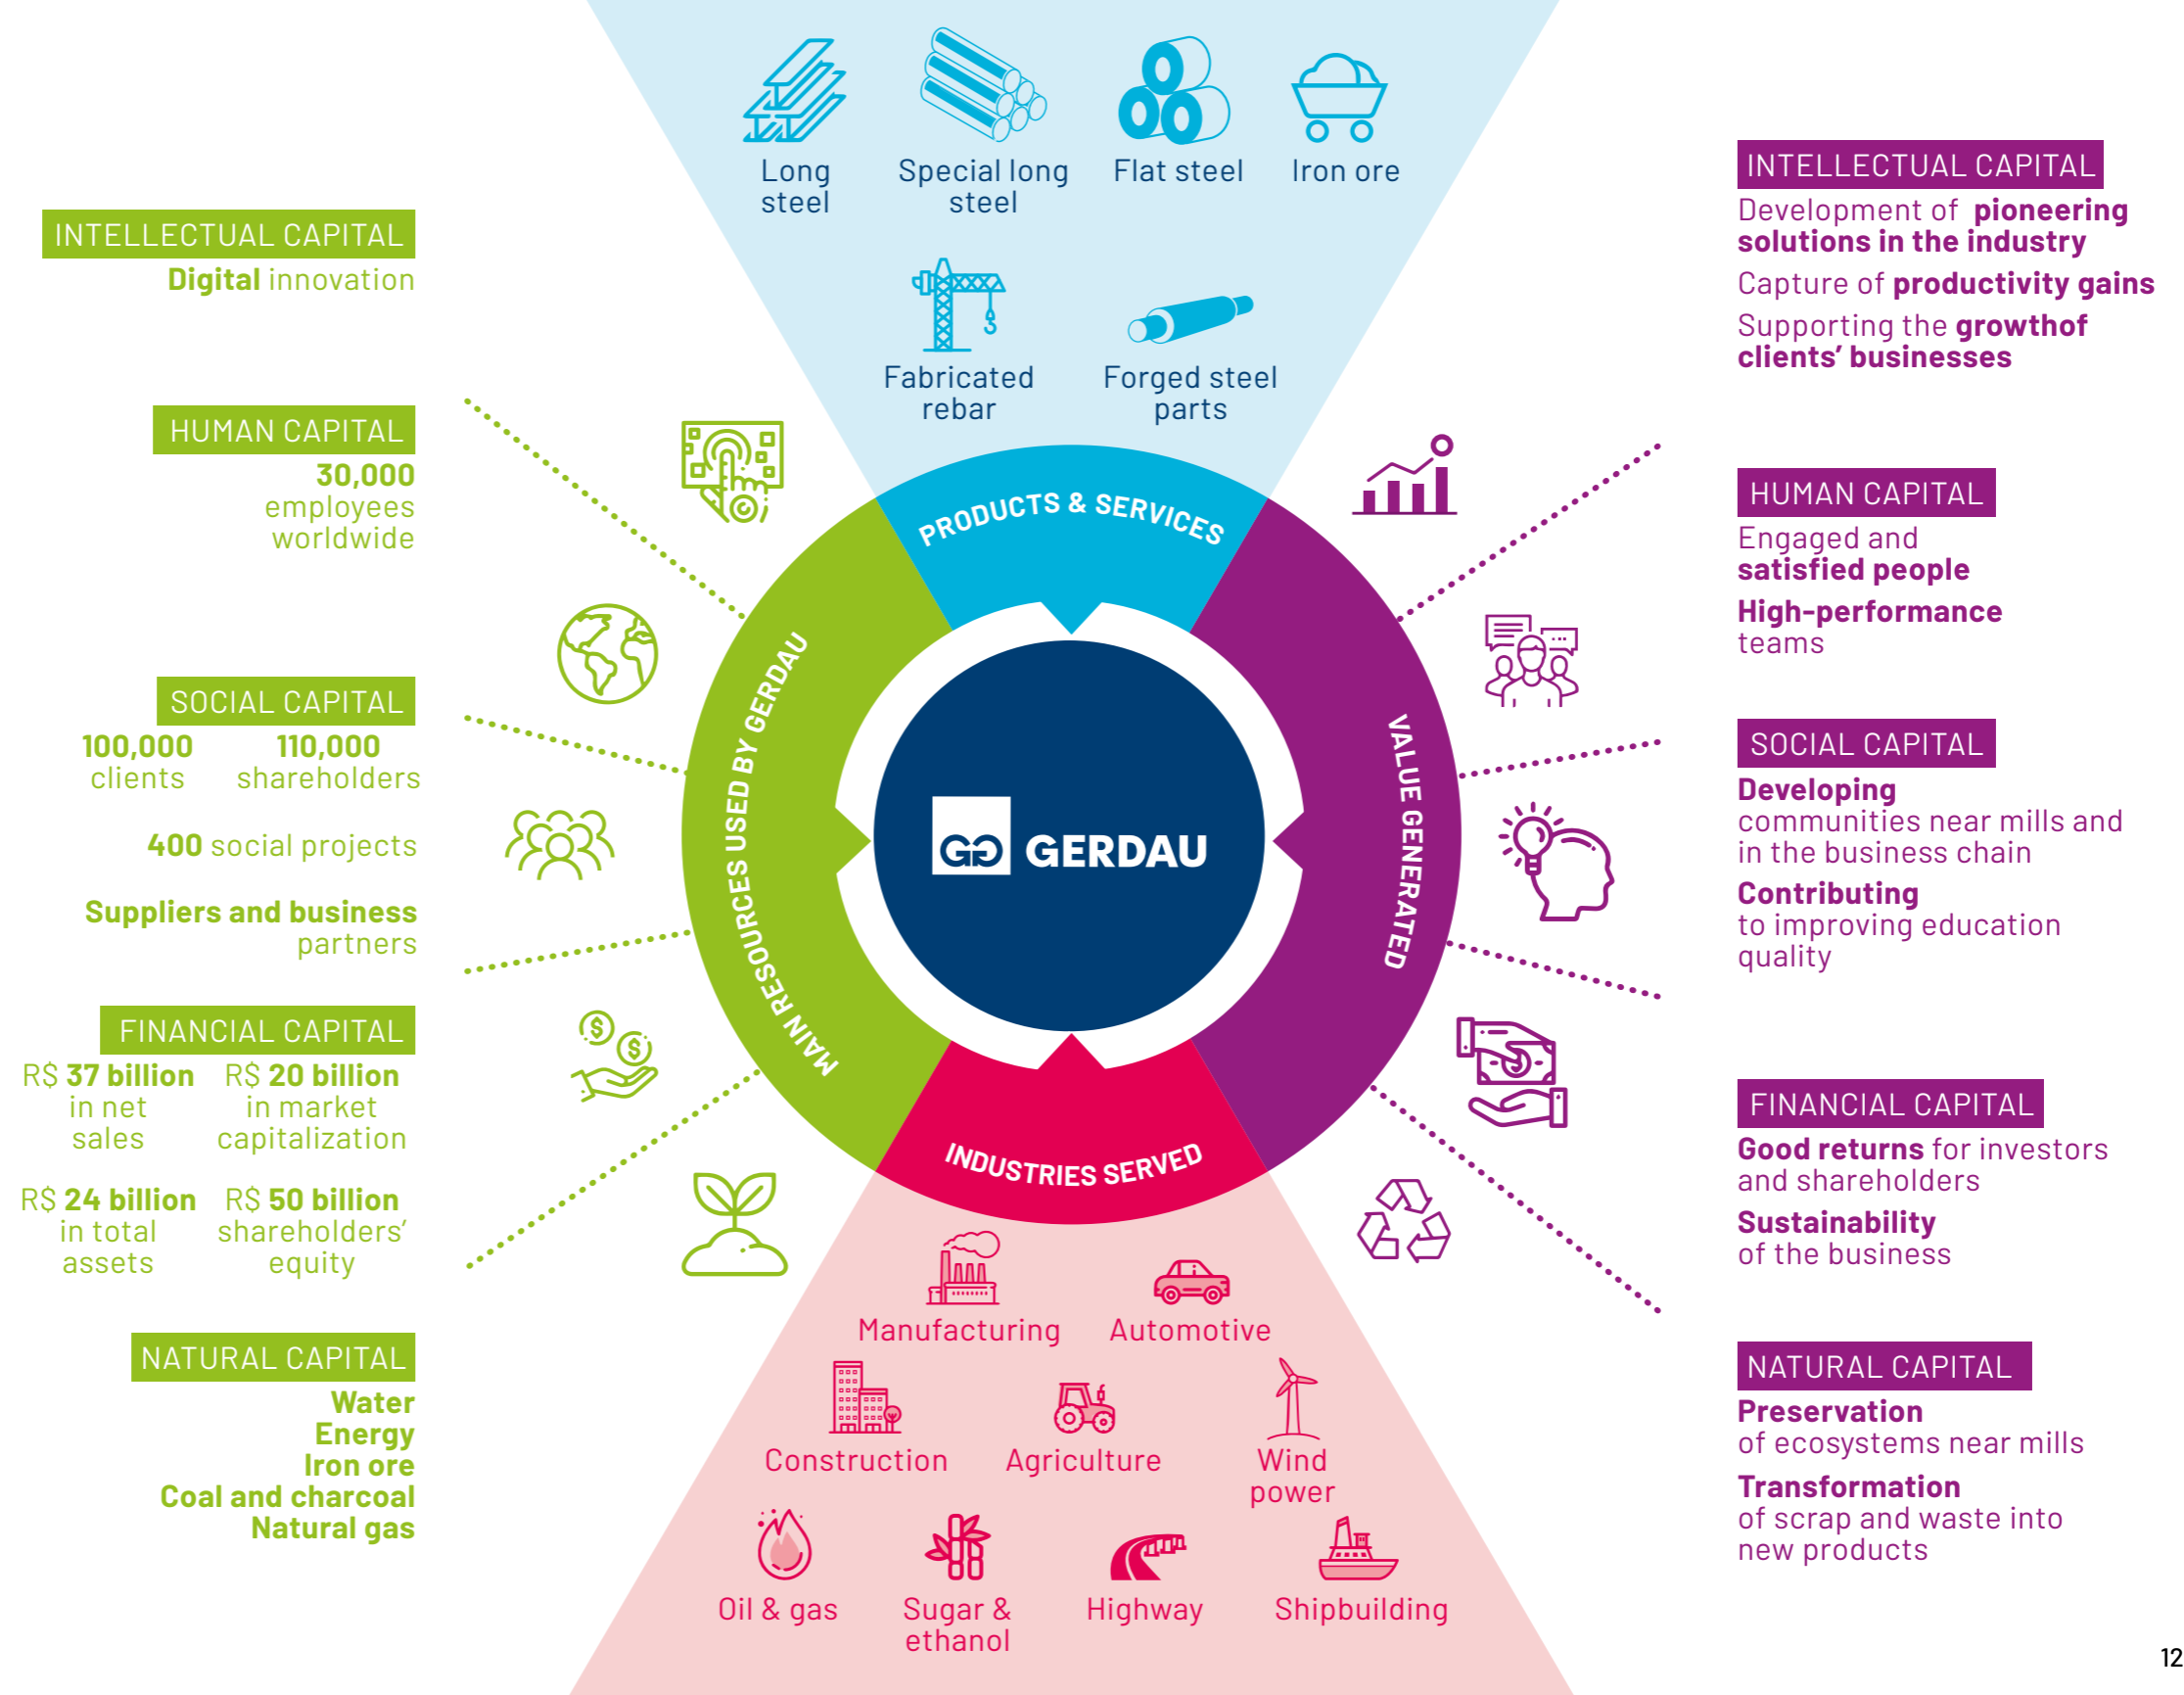 Long
steel
Special long
steel
Flat steel
Iron ore
Fabricated
rebar
Forged steel
parts
PRODUCTS & SERVICES
INTELLECTUAL CAPITAL
Digital innovation
HUMAN CAPITAL
30,000
employees
worldwide
SOCIAL CAPITAL
100,000
clients
110,000
shareholders
400 social projects
Suppliers and business
partners
FINANCIAL CAPITAL
R$ 37 billion
in net
sales
R$ 20 billion
in market
capitalization
R$ 24 billion
in total
assets
R$ 50 billion
shareholders’
equity
NATURAL CAPITAL
Water
Energy
Iron ore
Coal and charcoal
Natural gas
MAIN RESOURCES USED BY GERDAU
GG GERDAU
VALUE GENERATED
INTELLECTUAL CAPITAL
Development of pioneering
solutions in the industry
Capture of productivity gains
Supporting the growthof
clients’ businesses
HUMAN CAPITAL
Engaged and
satisfied people
High-performance
teams
SOCIAL CAPITAL
Developing
communities near mills and
in the business chain
Contributing
to improving education
quality
FINANCIAL CAPITAL
Good returns for investors
and shareholders
Sustainability
of the business
NATURAL CAPITAL
Preservation
of ecosystems near mills
Transformation
of scrap and waste into
new products
INDUSTRIES SERVED
Manufacturing
Automotive
Construction
Agriculture
Wind
power
Oil & gas
Sugar &
ethanol
Highway
Shipbuilding
12